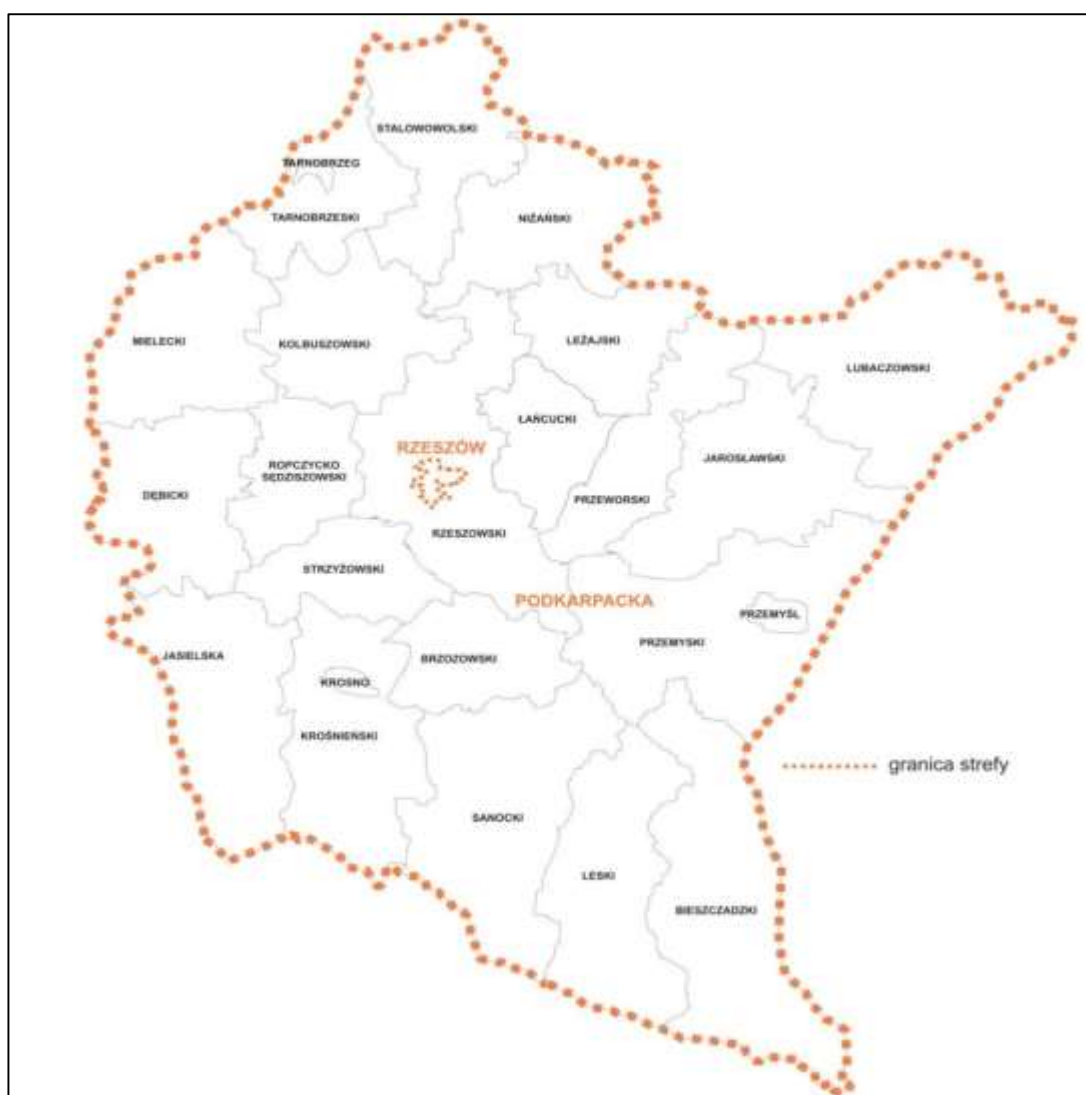 STALOWOWOLSKI
TARNOBRZEG
TARNOBRZESKI
NIŻAŃSKI
MIELECKI
KOLBUSZOWSKI
LEŻAJSKI
LUBACZOWSKI
ŁAŃCUCKI
RZESZÓW
ROPCZYCKO
SĘDZISZOWSKI
JAROSŁAWSKI
DĘBICKI
PRZEWORSKI
RZESZOWSKI
STRZYŻOWSKI
PODKARPACKA
PRZEMYŚL
PRZEMYSKI
JASIELSKA
BRZOZOWSKI
KROSNO
KROŚNIEŃSKI
granica strefy
SANOCKI
LESKI
BIESZCZADZKI